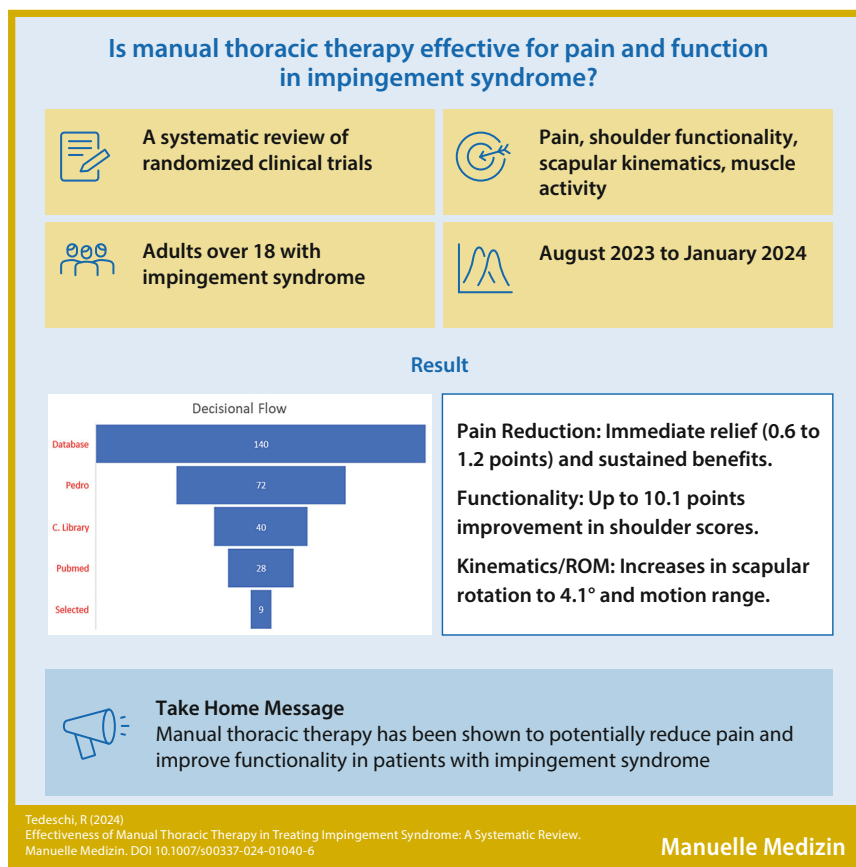 Is manual thoracic therapy effective for pain and function
in impingement syndrome?
A systematic review of
randomized clinical trials
Pain, shoulder functionality,
scapular kinematics, muscle
activity
Adults over 18 with
impingement syndrome
August 2023 to January 2024
Result
Decisional Flow
Database
140
Pedro
72
C. Library
40
Pubmed
28
Selected
9
Pain Reduction: Immediate relief (0.6 to
1.2 points) and sustained benefits.
Functionality: Up to 10.1 points
improvement in shoulder scores.
Kinematics/ROM: Increases in scapular
rotation to 4.1° and motion range.
Take Home Message
Manual thoracic therapy has been shown to potentially reduce pain and
improve functionality in patients with impingement syndrome
Tedeschi, R (2024)
Effectiveness of Manual Thoracic Therapy in Treating Impingement Syndrome: A Systematic Review.
Manuelle Medizin. DOI 10.1007/s00337-024-01040-6
Manuelle Medizin